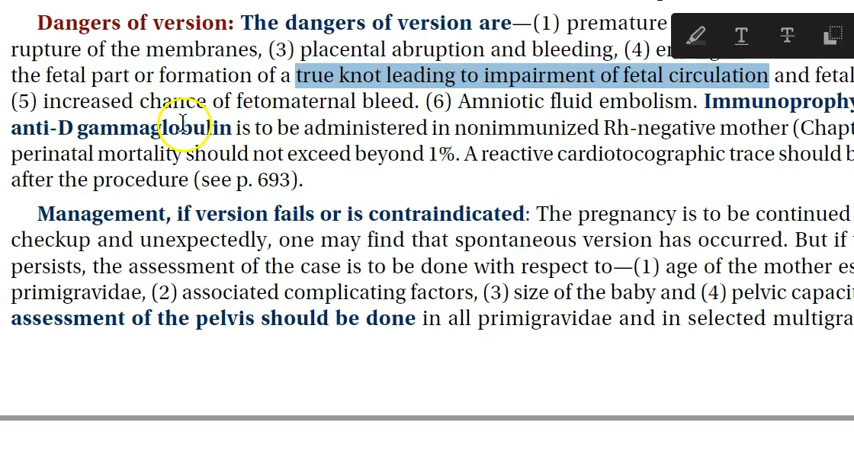 Dangers of version: The dangers of version are—(1) premature
rupture of the membranes, (3) placental abruption and bleeding, (4)
the fetal part or formation of a true knot leading to impairment of fetal circulation and fetal
(5) increased chance of fetomaternal bleed. (6) Amniotic fluid embolism. Immunoprophy
anti-D gammaglobulin is to be administered in nonimmunized Rh-negative mother (Chapt
perinatal mortality should not exceed beyond 1%. A reactive cardiotocographic trace should b
after the procedure (see p. 693).
Management, if version fails or is contraindicated: The pregnancy is to be continued
checkup and unexpectedly, one may find that spontaneous version has occurred. But if
persists, the assessment of the case is to be done with respect to—(1) age of the mother es
primigravidae, (2) associated complicating factors, (3) size of the baby and (4) pelvic capaci
assessment of the pelvis should be done in all primigravidae and in selected multigra